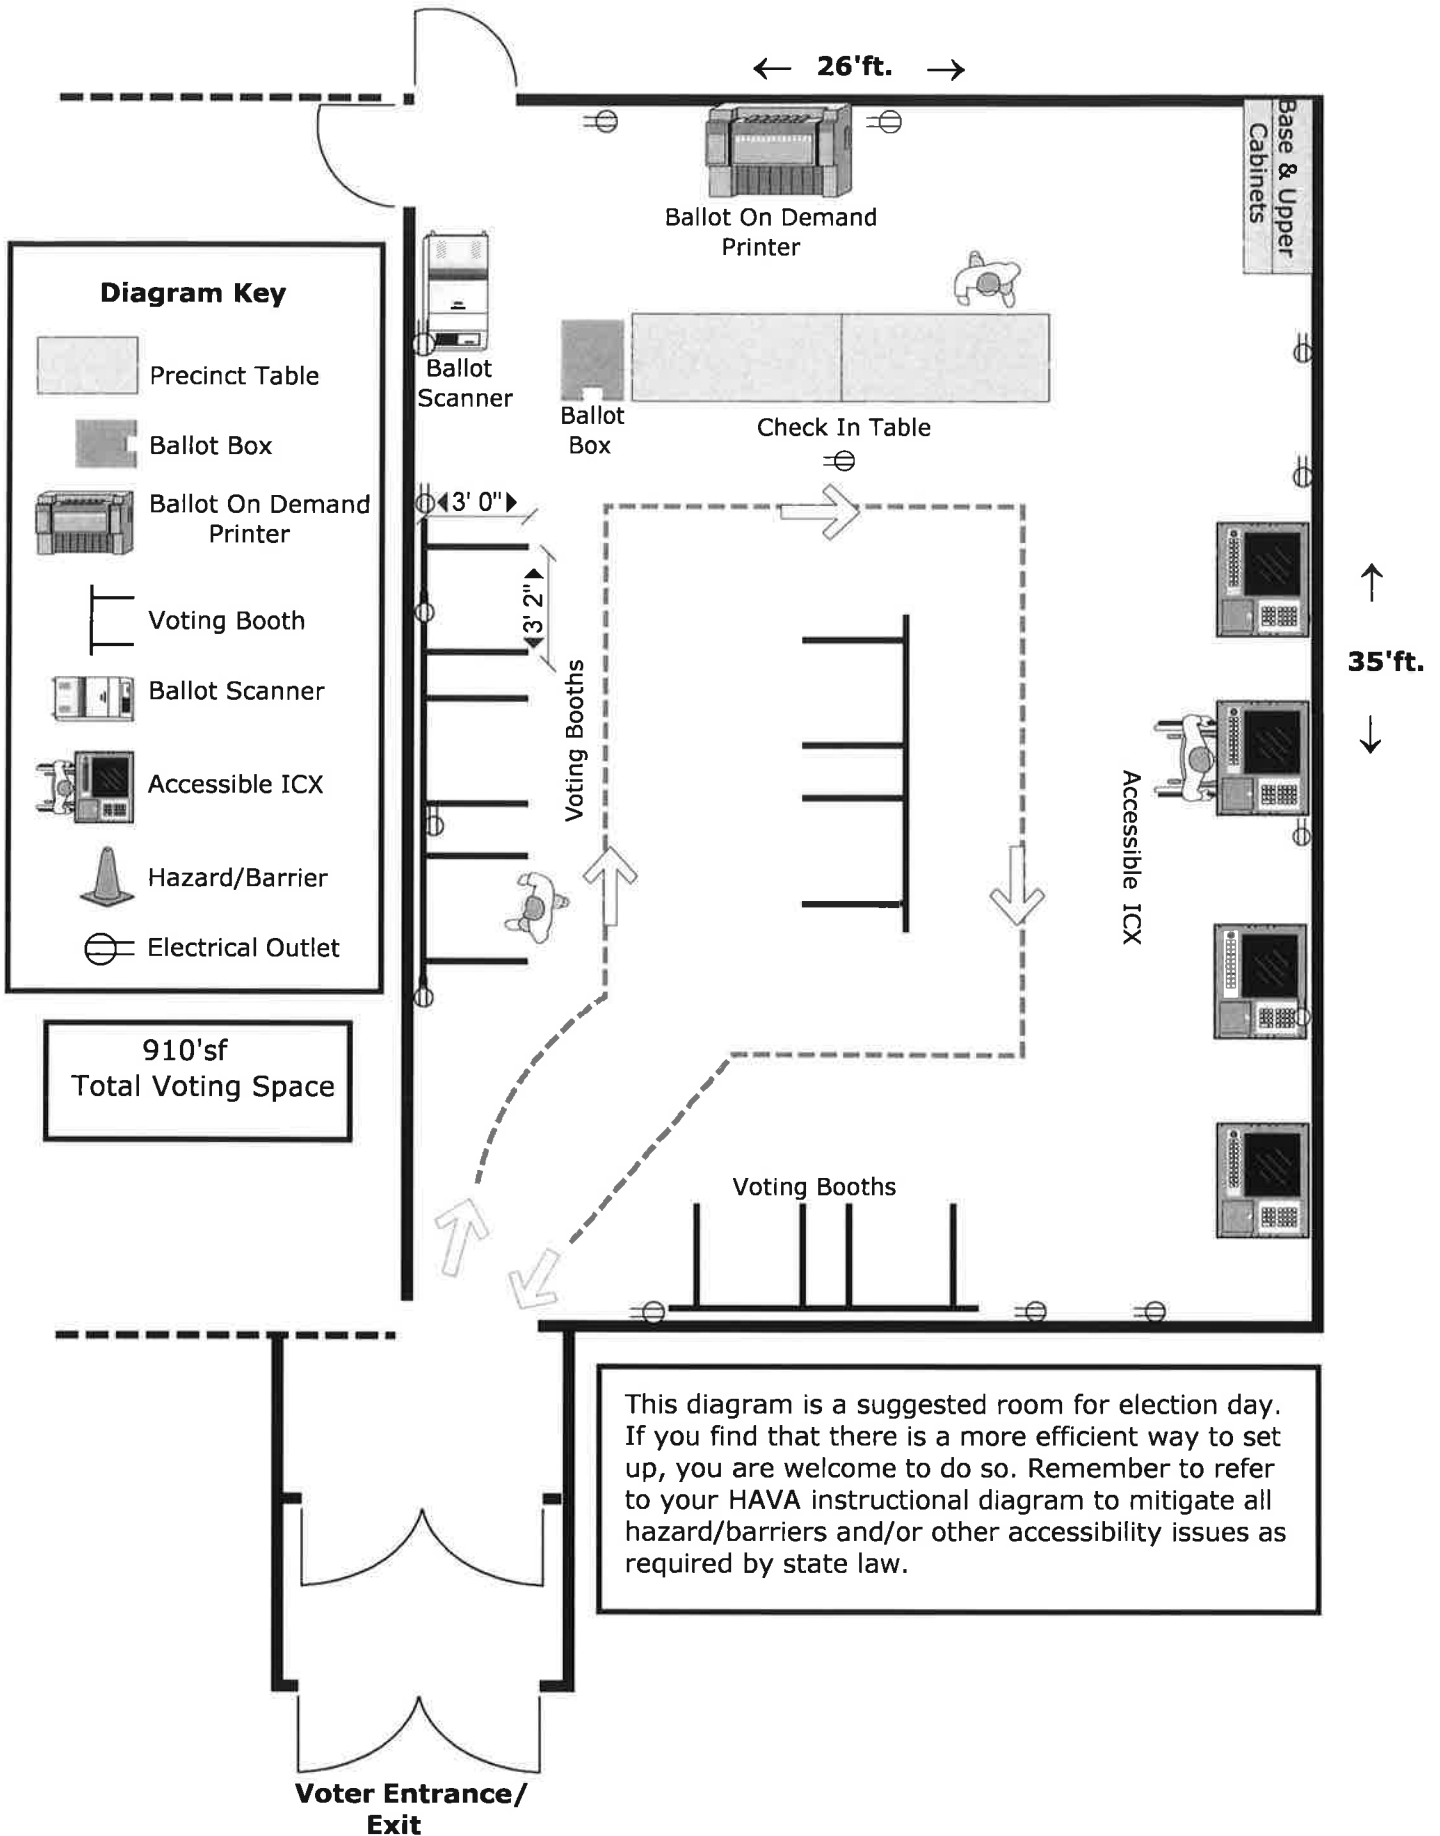 26'ft.
Base & Upper
Cabinets
Ballot On Demand
Printer
Diagram Key
Precinct Table
Ballot Box
Ballot On Demand
Printer
Voting Booth
Ballot Scanner
Accessible ICX
Hazard/Barrier
Electrical Outlet
910'sf
Total Voting Space
Ballot
Scanner
Ballot
Box
Check In Table
3' 0"
3' 2"
Voting Booths
35'ft.
Accessible ICX
Voting Booths
This diagram is a suggested room for election day.
If you find that there is a more efficient way to set
up, you are welcome to do so. Remember to refer
to your HAVA instructional diagram to mitigate all
hazard/barriers and/or other accessibility issues as
required by state law.
Voter Entrance/
Exit